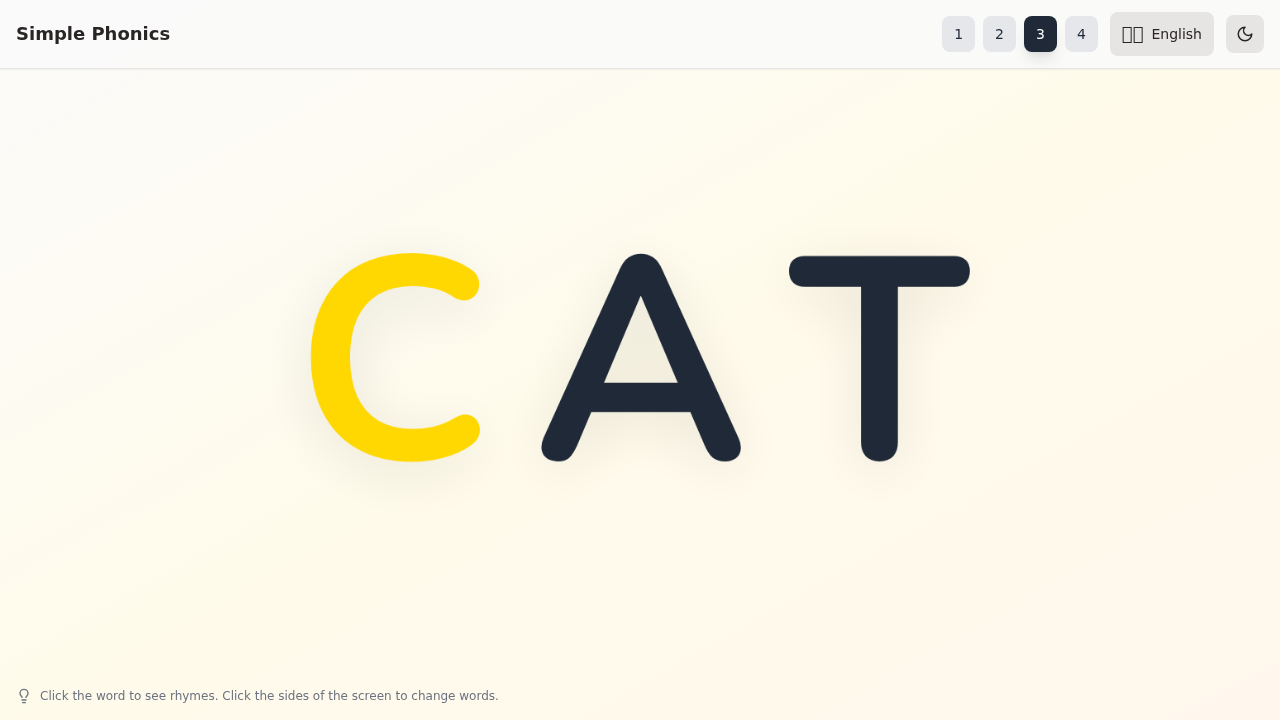 Simple Phonics
1 2 3 4 English
CAT
Click the word to see rhymes. Click the sides of the screen to change words.